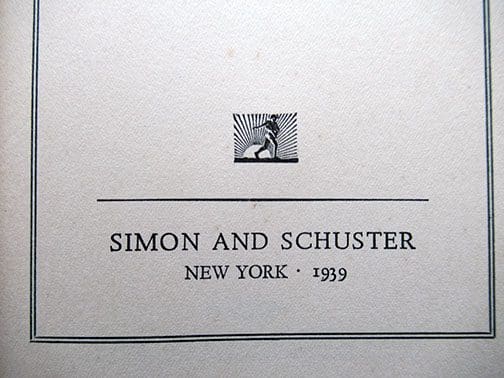 SIMON AND SCHUSTER
NEW YORK · 1939